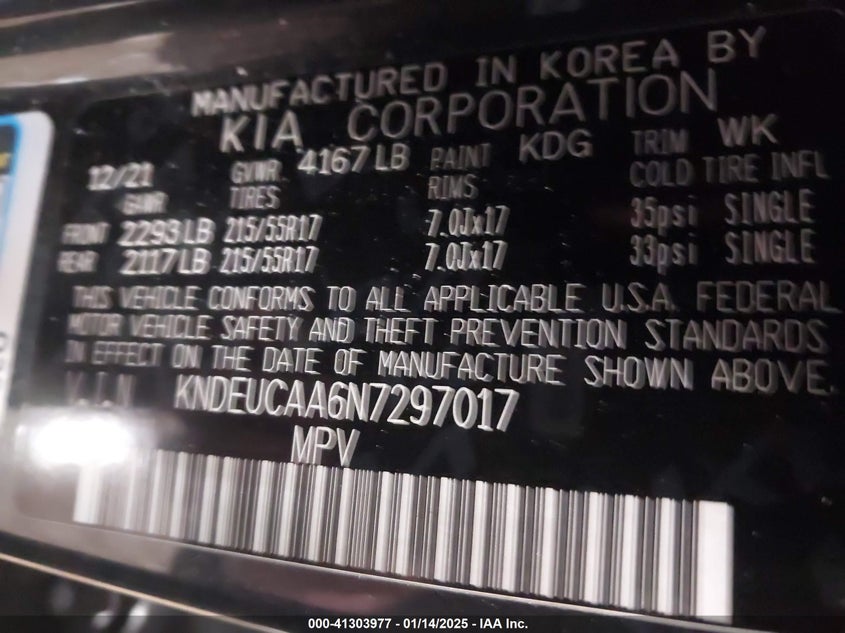 MANUFACTURED IN KOREA BY
KIA CORPORATION
12/21 GVWR. 4167 LB PAINT KDG TRIM WK
GAWR TIRES RIMS COLD TIRE INFL
FRONT 2293 LB 215/55R17 7.0Jx17 35psi SINGLE
REAR 2117 LB 215/55R17 7.0Jx17 33psi SINGLE
THIS VEHICLE CONFORMS TO ALL APPLICABLE U.S.A. FEDERAL
MOTOR VEHICLE SAFETY AND THEFT PREVENTION STANDARDS
IN EFFECT ON THE DATE OF MANUFACTURE SHOWN ABOVE.
V.I.N KNDEUCAA6N7297017
MPV
000-41303977 - 01/14/2025 - IAA Inc.